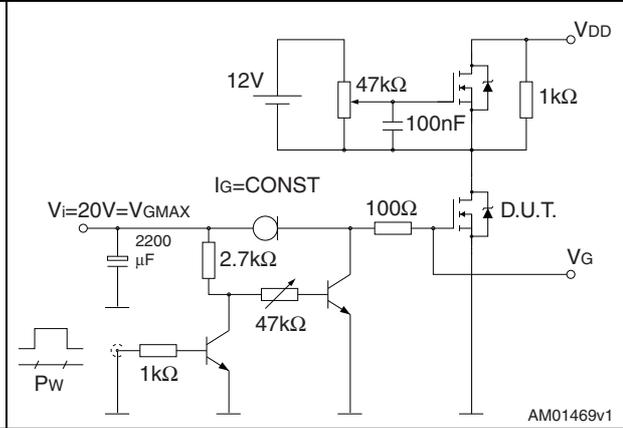 VDD
12V
47kΩ
1kΩ
100nF
IG=CONST
Vi=20V=VGMAX
100Ω
D.U.T.
2200
μF
2.7kΩ
VG
47kΩ
1kΩ
PW
AM01469v1